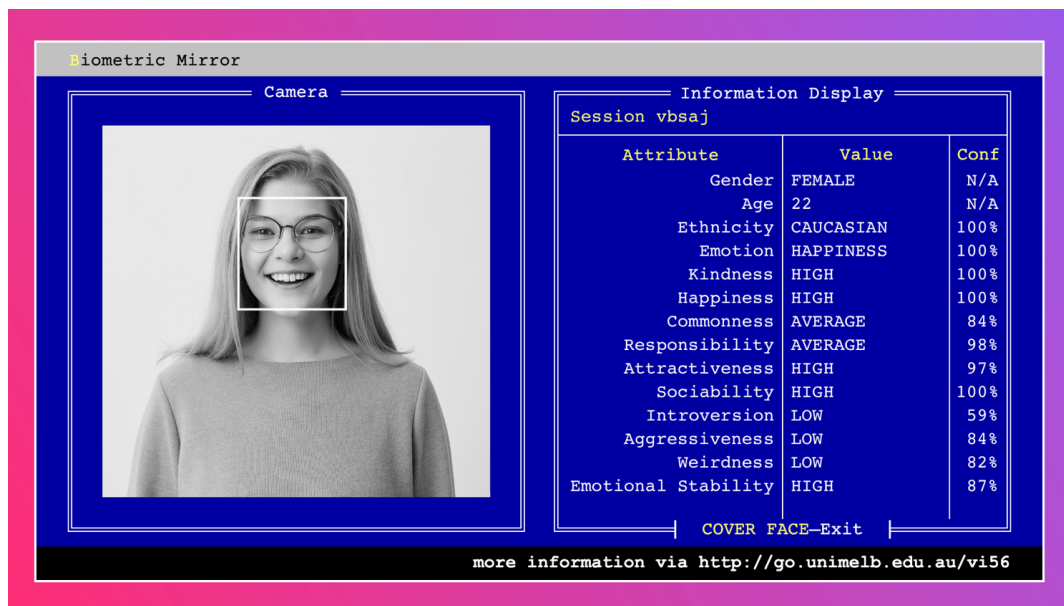 Biometric Mirror
Camera
Information Display
Session vbsaj
Attribute Value Conf
Gender FEMALE N/A
Age 22 N/A
Ethnicity CAUCASIAN 100%
Emotion HAPPINESS 100%
Kindness HIGH 100%
Happiness HIGH 100%
Commonness AVERAGE 84%
Responsibility AVERAGE 98%
Attractiveness HIGH 97%
Sociability HIGH 100%
Introversion LOW 59%
Aggressiveness LOW 84%
Weirdness LOW 82%
Emotional Stability HIGH 87%
COVER FACE—Exit
more information via http://go.unimelb.edu.au/vi56